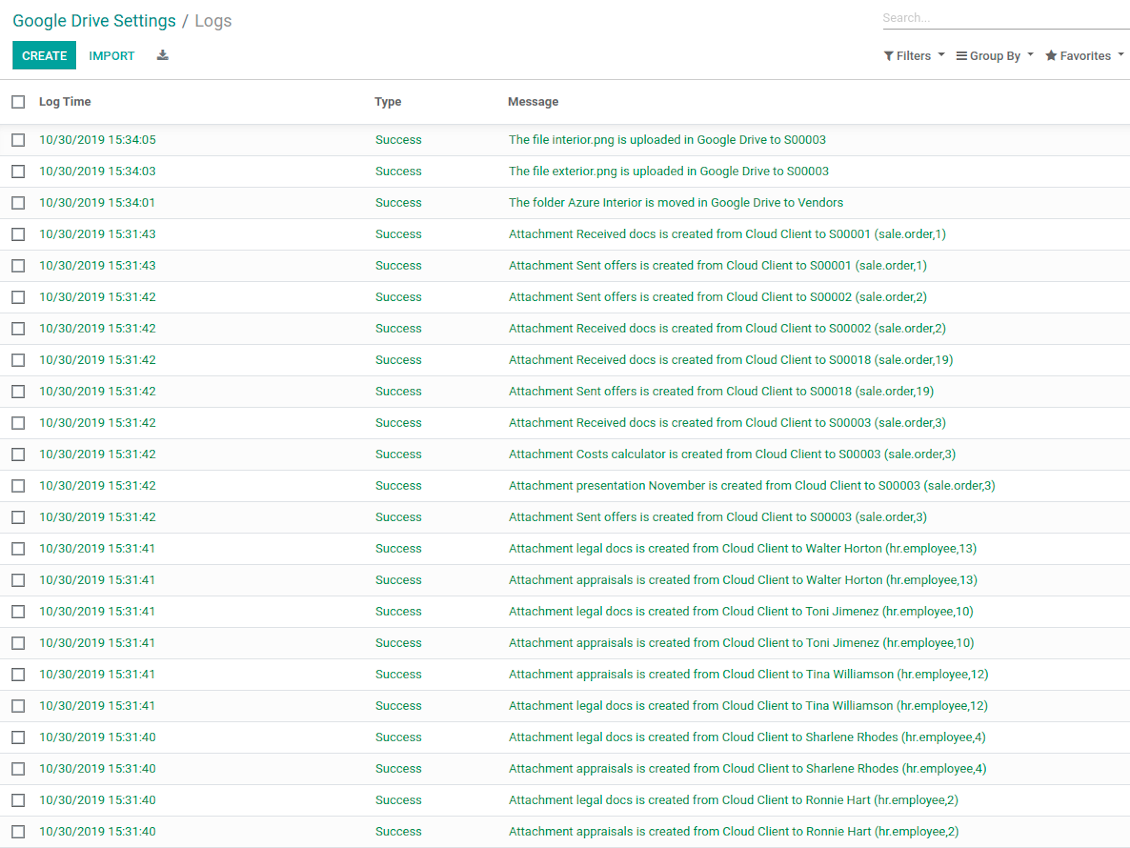 Google Drive Settings / Logs
Search...
CREATE IMPORT
Filters Group By Favorites
Log Time Type Message
10/30/2019 15:34:05 Success The file interior.png is uploaded in Google Drive to S00003
10/30/2019 15:34:03 Success The file exterior.png is uploaded in Google Drive to S00003
10/30/2019 15:34:01 Success The folder Azure Interior is moved in Google Drive to Vendors
10/30/2019 15:31:43 Success Attachment Received docs is created from Cloud Client to S00001 (sale.order,1)
10/30/2019 15:31:43 Success Attachment Sent offers is created from Cloud Client to S00001 (sale.order,1)
10/30/2019 15:31:42 Success Attachment Sent offers is created from Cloud Client to S00002 (sale.order,2)
10/30/2019 15:31:42 Success Attachment Received docs is created from Cloud Client to S00002 (sale.order,2)
10/30/2019 15:31:42 Success Attachment Received docs is created from Cloud Client to S00018 (sale.order,19)
10/30/2019 15:31:42 Success Attachment Sent offers is created from Cloud Client to S00018 (sale.order,19)
10/30/2019 15:31:42 Success Attachment Received docs is created from Cloud Client to S00003 (sale.order,3)
10/30/2019 15:31:42 Success Attachment Costs calculator is created from Cloud Client to S00003 (sale.order,3)
10/30/2019 15:31:42 Success Attachment presentation November is created from Cloud Client to S00003 (sale.order,3)
10/30/2019 15:31:42 Success Attachment Sent offers is created from Cloud Client to S00003 (sale.order,3)
10/30/2019 15:31:41 Success Attachment legal docs is created from Cloud Client to Walter Horton (hr.employee,13)
10/30/2019 15:31:41 Success Attachment appraisals is created from Cloud Client to Walter Horton (hr.employee,13)
10/30/2019 15:31:41 Success Attachment legal docs is created from Cloud Client to Toni Jimenez (hr.employee,10)
10/30/2019 15:31:41 Success Attachment appraisals is created from Cloud Client to Toni Jimenez (hr.employee,10)
10/30/2019 15:31:41 Success Attachment appraisals is created from Cloud Client to Tina Williamson (hr.employee,12)
10/30/2019 15:31:41 Success Attachment legal docs is created from Cloud Client to Tina Williamson (hr.employee,12)
10/30/2019 15:31:40 Success Attachment legal docs is created from Cloud Client to Sharlene Rhodes (hr.employee,4)
10/30/2019 15:31:40 Success Attachment appraisals is created from Cloud Client to Sharlene Rhodes (hr.employee,4)
10/30/2019 15:31:40 Success Attachment legal docs is created from Cloud Client to Ronnie Hart (hr.employee,2)
10/30/2019 15:31:40 Success Attachment appraisals is created from Cloud Client to Ronnie Hart (hr.employee,2)